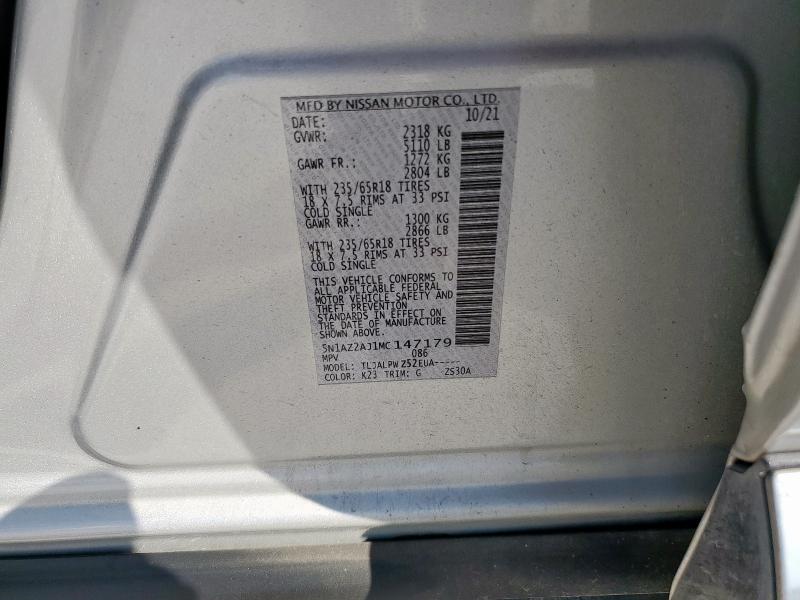 MFD BY NISSAN MOTOR CO., LTD.
DATE: 10/21
GVWR: 2318 KG
5110 LB
GAWR FR.: 1272 KG
2804 LB
WITH 235/65R18 TIRES
18 X 7.5 RIMS AT 33 PSI
COLD SINGLE
GAWR RR.: 1300 KG
2866 LB
WITH 235/65R18 TIRES
18 X 7.5 RIMS AT 33 PSI
COLD SINGLE
THIS VEHICLE CONFORMS TO
ALL APPLICABLE FEDERAL
MOTOR VEHICLE SAFETY AND
THEFT PREVENTION
STANDARDS IN EFFECT ON
THE DATE OF MANUFACTURE
SHOWN ABOVE.
5N1AZ2AJ1MC147179
MPV 086
MODEL: TLJALPWZ52EUA-----
COLOR: K23 TRIM: G ZS30A